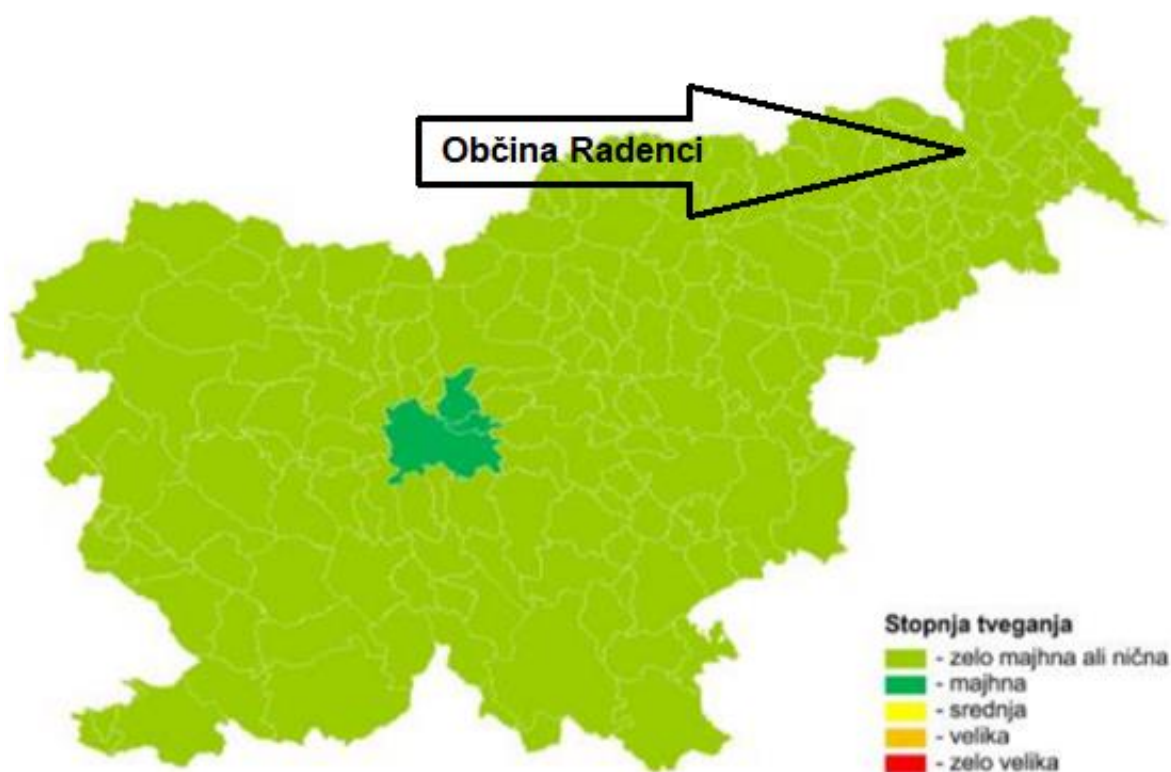 Občina Radenci
Stopnja tveganja
- zelo majhna ali nična
- majhna
- srednja
- velika
- zelo velika